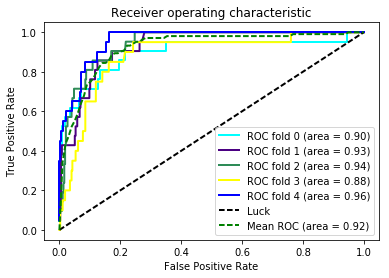 Receiver operating characteristic
True Positive Rate
1.0
0.8
0.6
0.4
0.2
0.0
ROC fold 0 (area = 0.90)
ROC fold 1 (area = 0.93)
ROC fold 2 (area = 0.94)
ROC fold 3 (area = 0.88)
ROC fold 4 (area = 0.96)
Luck
Mean ROC (area = 0.92)
0.0 0.2 0.4 0.6 0.8 1.0
False Positive Rate